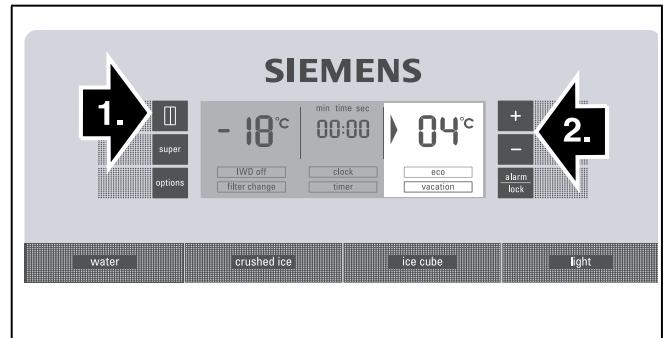 SIEMENS
1.
super
options
- 18°C
min time sec
00:00
04°C
IWD off
clock
eco
filter change
timer
vacation
+
-
alarm
lock
2.
water
crushed ice
ice cube
light